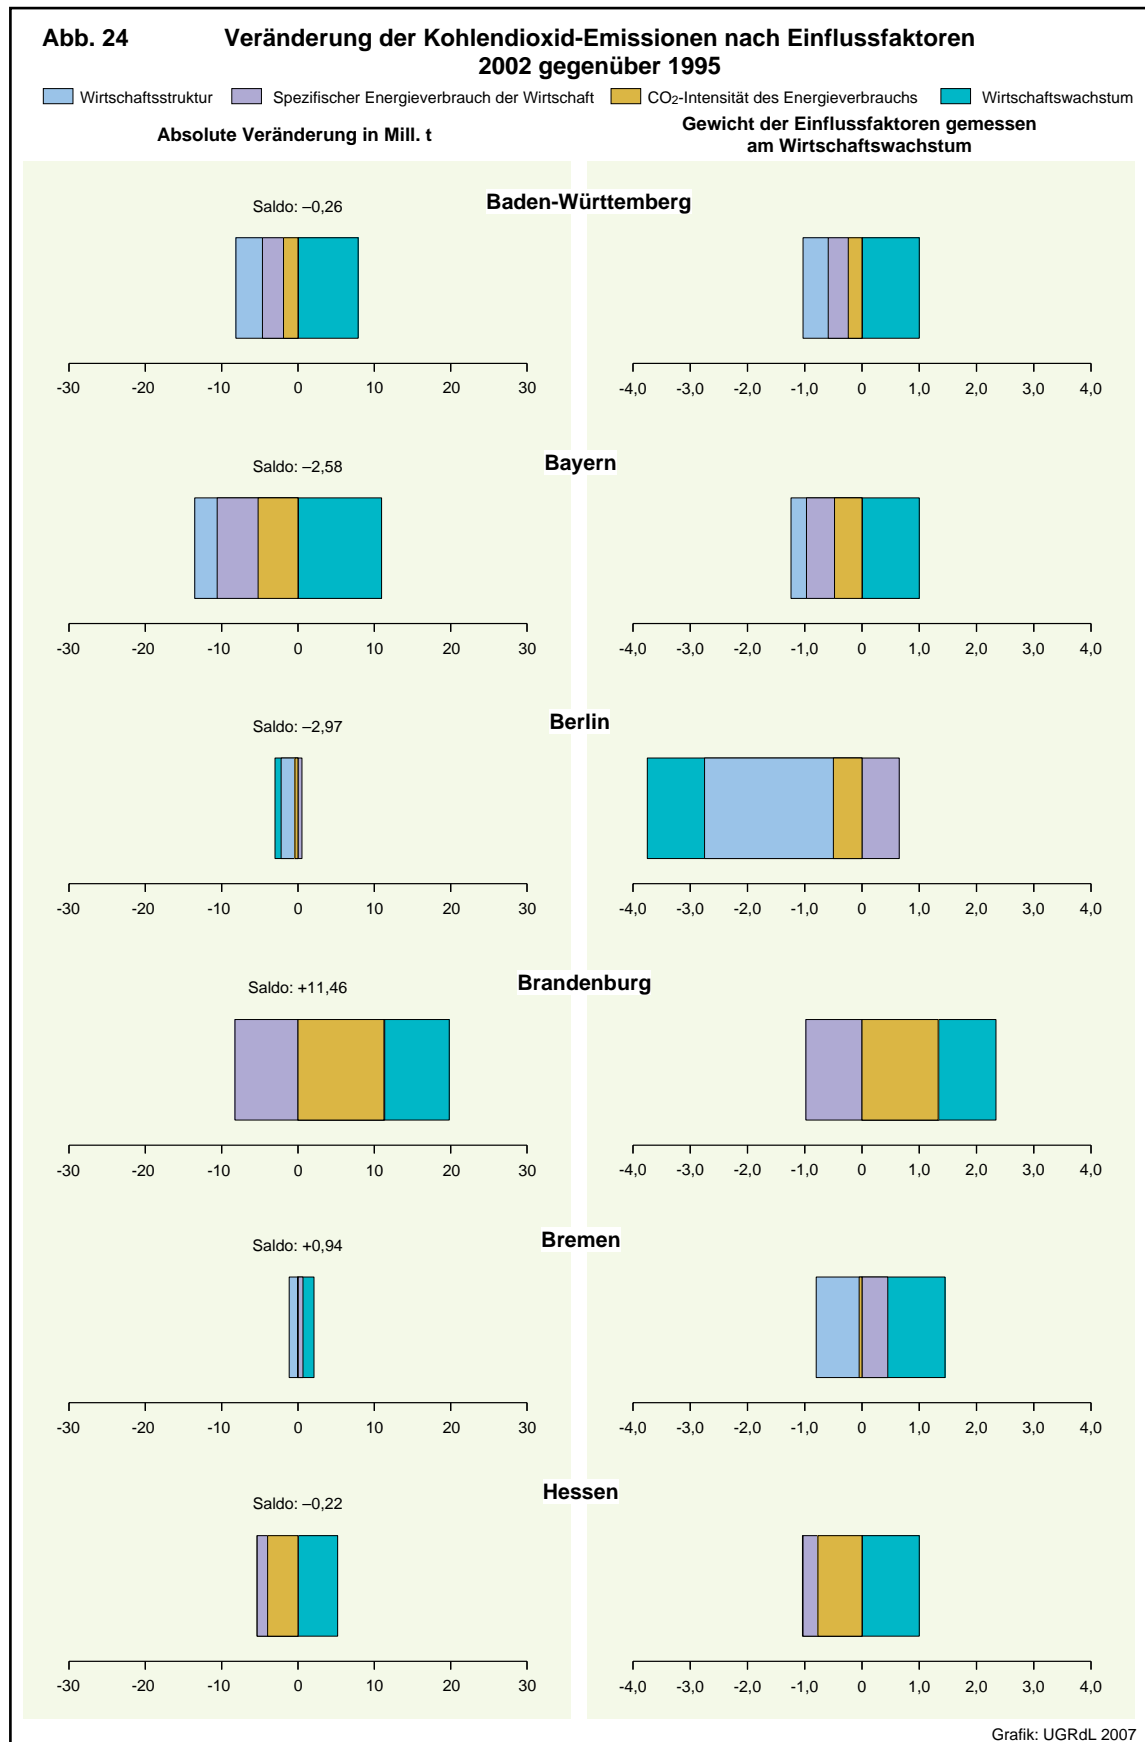 Abb. 24
Veränderung der Kohlendioxid-Emissionen nach Einflussfaktoren
2002 gegenüber 1995
Wirtschaftsstruktur
Spezifischer Energieverbrauch der Wirtschaft
CO2-Intensität des Energieverbrauchs
Wirtschaftswachstum
Absolute Veränderung in Mill. t
Gewicht der Einflussfaktoren gemessen
am Wirtschaftswachstum
Baden-Württemberg
Saldo: –0,26
-30 -20 -10 0 10 20 30
-4,0 -3,0 -2,0 -1,0 0 1,0 2,0 3,0 4,0
Bayern
Saldo: –2,58
-30 -20 -10 0 10 20 30
-4,0 -3,0 -2,0 -1,0 0 1,0 2,0 3,0 4,0
Berlin
Saldo: –2,97
-30 -20 -10 0 10 20 30
-4,0 -3,0 -2,0 -1,0 0 1,0 2,0 3,0 4,0
Brandenburg
Saldo: +11,46
-30 -20 -10 0 10 20 30
-4,0 -3,0 -2,0 -1,0 0 1,0 2,0 3,0 4,0
Bremen
Saldo: +0,94
-30 -20 -10 0 10 20 30
-4,0 -3,0 -2,0 -1,0 0 1,0 2,0 3,0 4,0
Hessen
Saldo: –0,22
-30 -20 -10 0 10 20 30
-4,0 -3,0 -2,0 -1,0 0 1,0 2,0 3,0 4,0
Grafik: UGRdL 2007